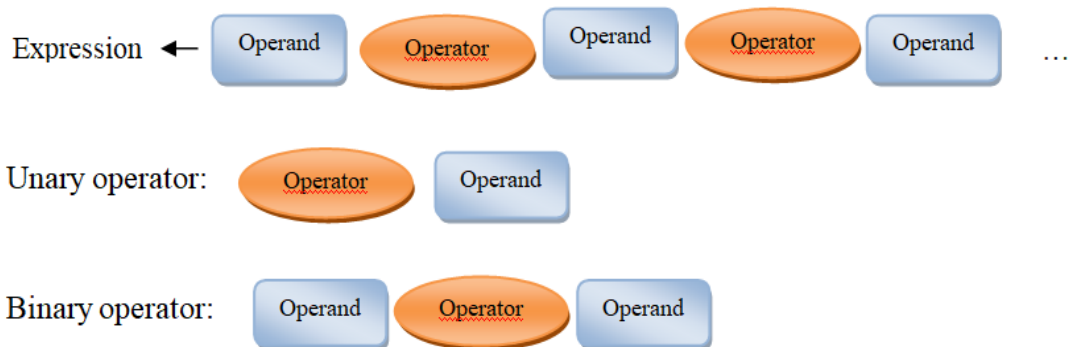 Expression Operand Operator Operand Operator Operand ...
Unary operator: Operator Operand
Binary operator: Operand Operator Operand